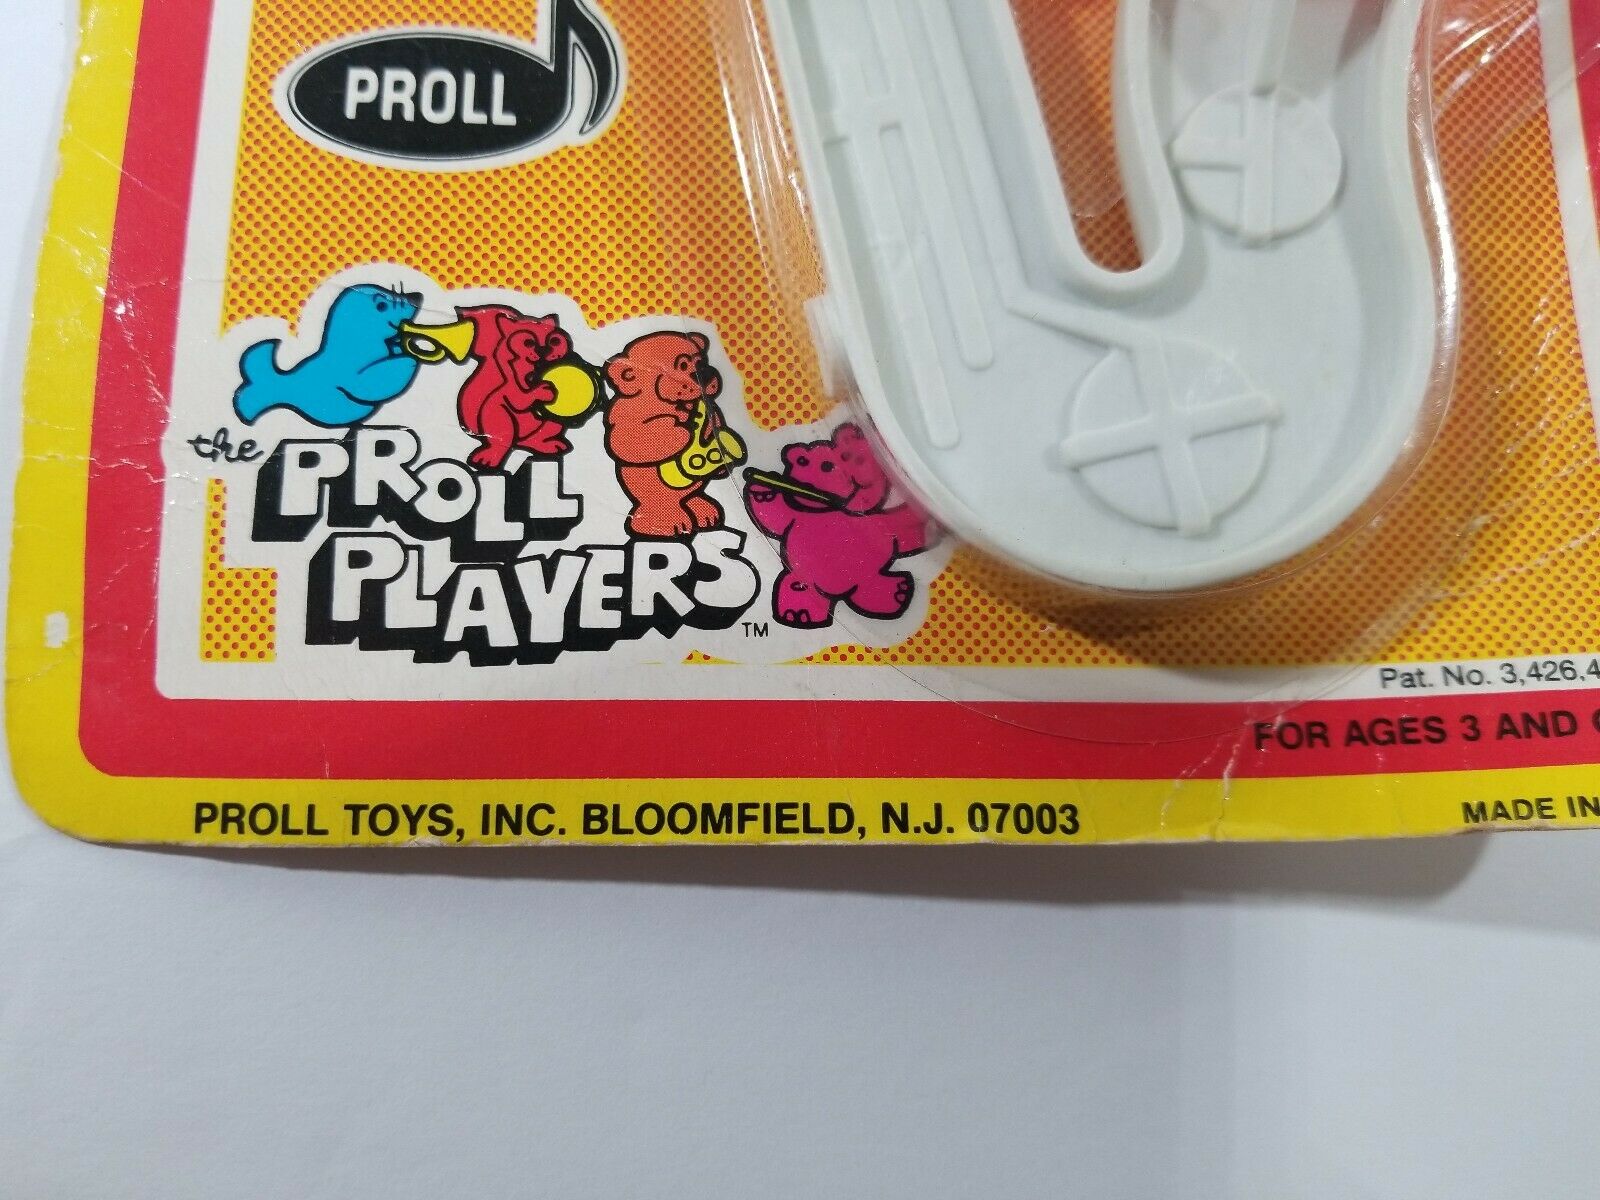 PROLL
the
PROLL
PLAYERS TM
Pat. No. 3,426,4
FOR AGES 3 AND
PROLL TOYS, INC. BLOOMFIELD, N.J. 07003
MADE IN